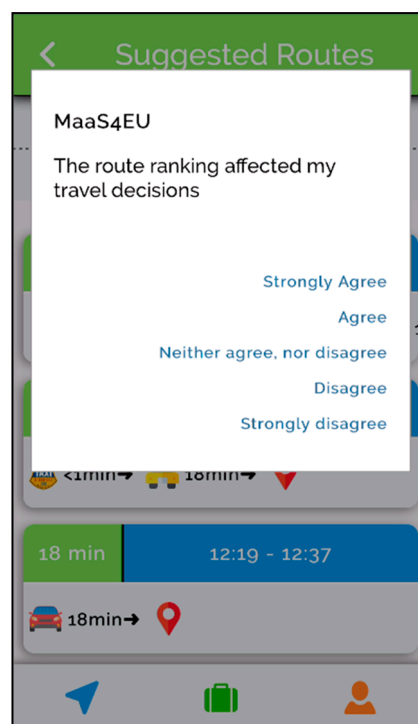 Suggested Routes
MaaS4EU
The route ranking affected my
travel decisions
Strongly Agree
Agree
Neither agree, nor disagree
Disagree
Strongly disagree
<1min→ 18min→
18 min 12:19 - 12:37
18min→